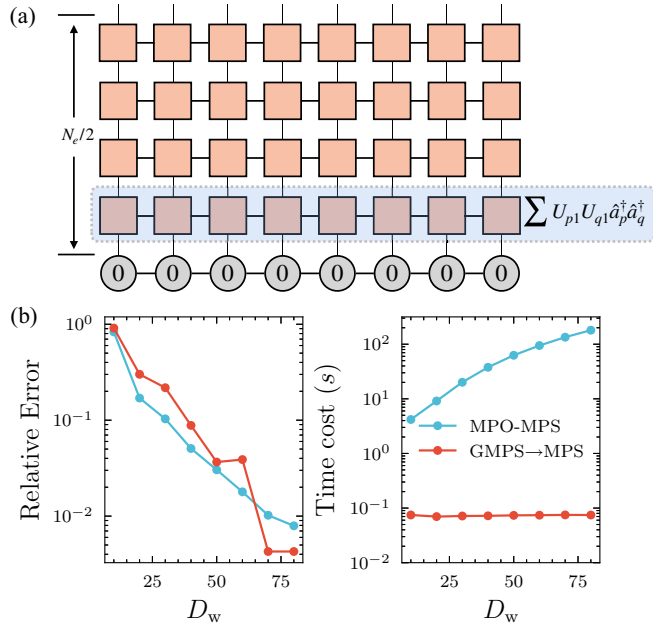 (a)
N_e/2
∑ U_{p1} U_{q1} â_p^† â_q^†
0 0 0 0 0 0 0 0
(b)
Relative Error
10^0
10^{-1}
10^{-2}
25 50 75
D_w
Time cost (s)
10^2
10^1
10^0
10^{-1}
10^{-2}
MPO-MPS
GMPS→MPS
25 50 75
D_w